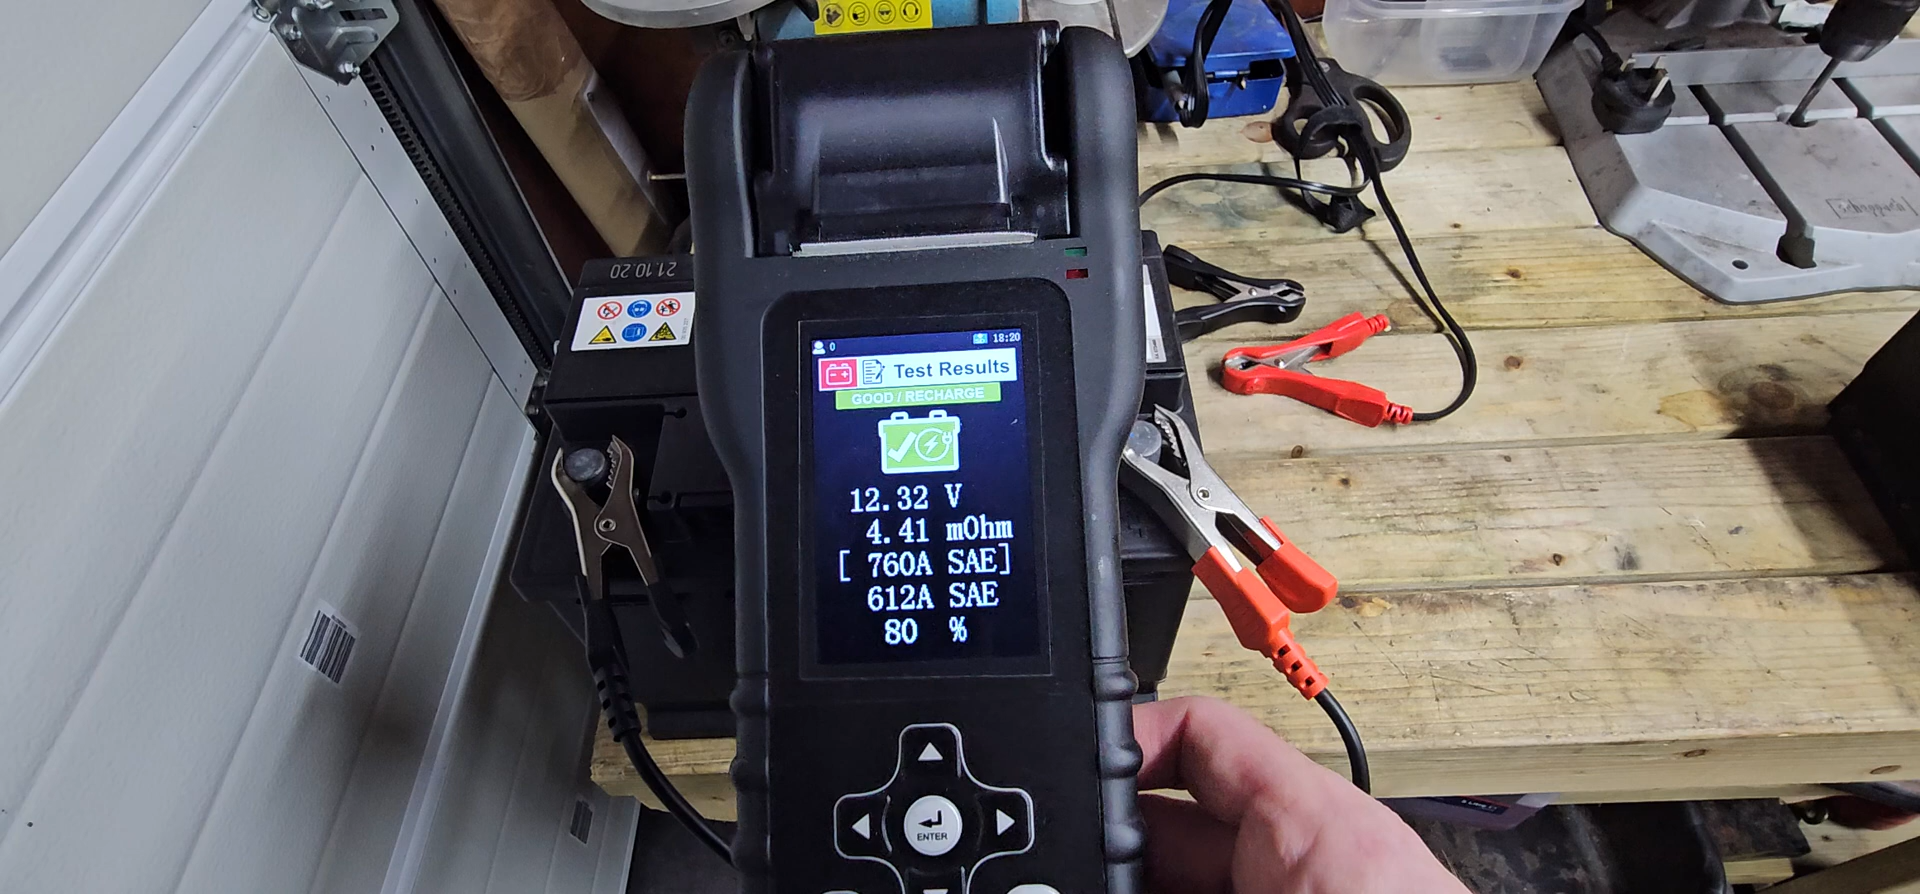 21.10.20
0 18:20
Test Results
GOOD / RECHARGE
12.32 V
4.41 mOhm
[ 760A SAE]
612A SAE
80 %
ENTER